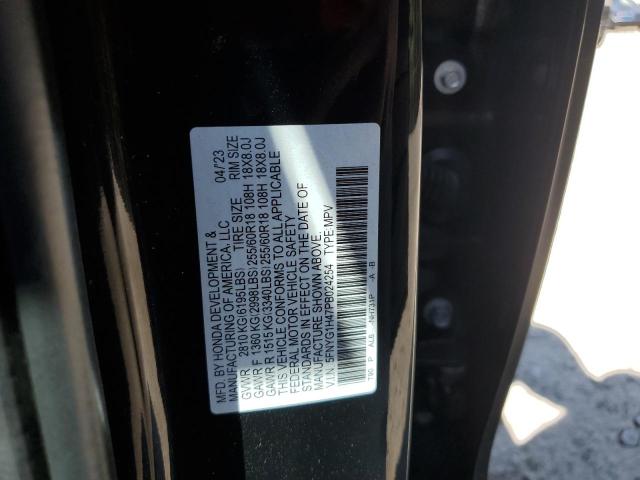 MFD. BY HONDA DEVELOPMENT & 04/'23
MANUFACTURING OF AMERICA, LLC
GVWR 2810 KG(6195LBS) TIRE SIZE RIM SIZE
GAWR F 1360 KG(2998LBS) 255/60R18 108H 18X8.0J
GAWR R 1515 KG(3340LBS) 255/60R18 108H 18X8.0J
THIS VEHICLE CONFORMS TO ALL APPLICABLE
FEDERAL MOTOR VEHICLE SAFETY
STANDARDS IN EFFECT ON THE DATE OF
MANUFACTURE SHOWN ABOVE.
V.I.N.: 5FNYG1H47PB024254 TYPE:MPV
T90 P AL6 NH731P -A -B